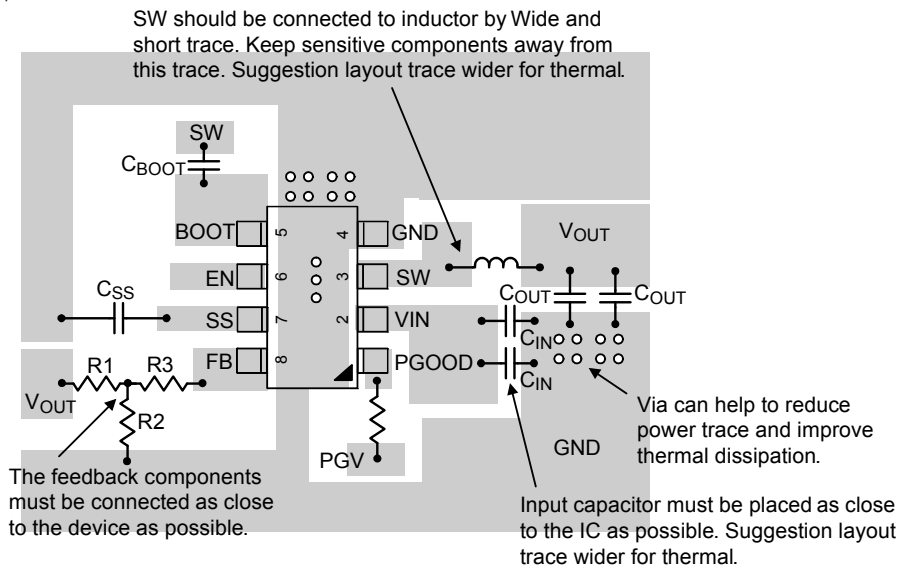 SW should be connected to inductor by Wide and
short trace. Keep sensitive components away from
this trace. Suggestion layout trace wider for thermal.
SW
CBOOT
BOOT
5
4
GND
VOUT
EN
6
3
SW
CSS
COUT
COUT
SS
7
2
VIN
CIN
R1
R3
FB
8
PGOOD
CIN
VOUT
R2
Via can help to reduce
power trace and improve
thermal dissipation.
PGV
GND
The feedback components
must be connected as close
to the device as possible.
Input capacitor must be placed as close
to the IC as possible. Suggestion layout
trace wider for thermal.